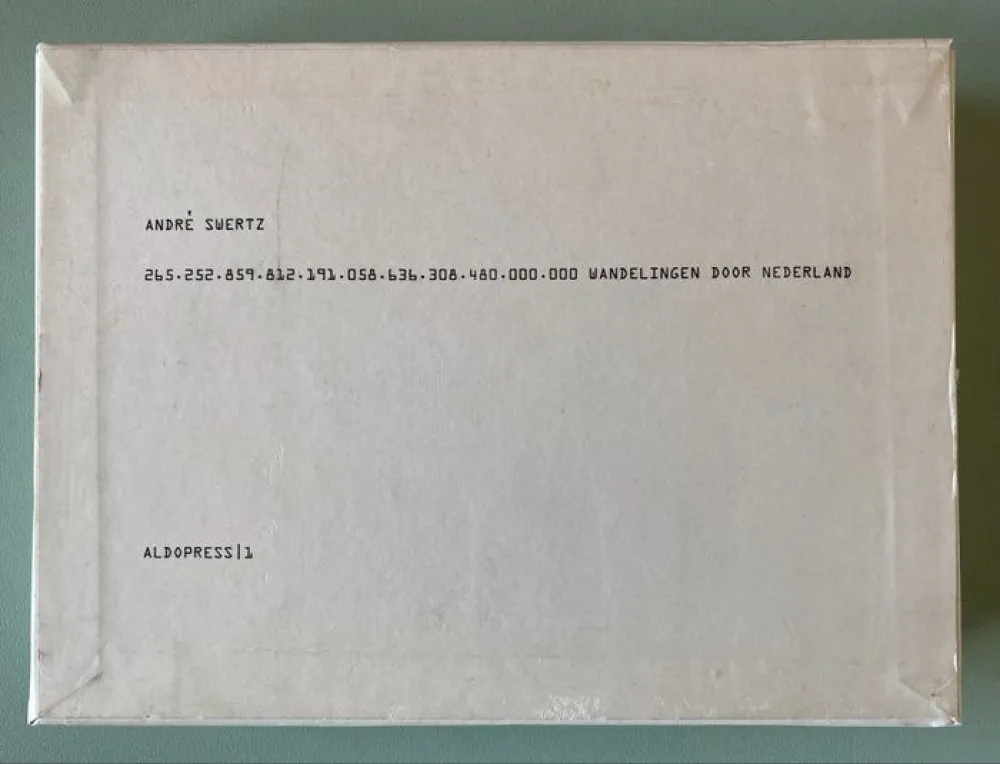 ANDRÉ SWERTZ
265.252.859.812.191.058.636.308.480.000.000 WANDELINGEN DOOR NEDERLAND
ALDOPRESS|1